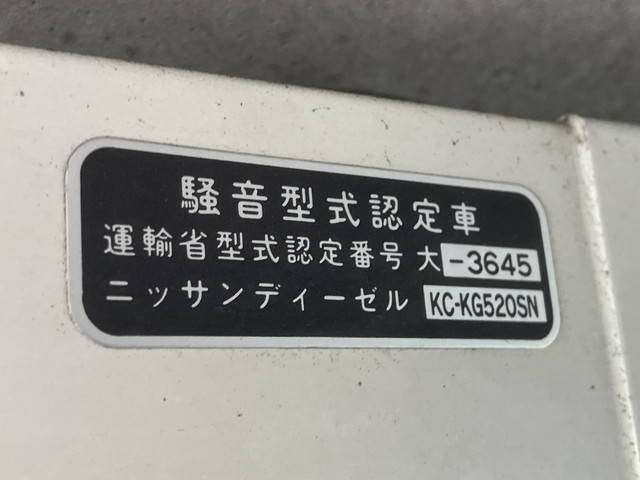 騒音型式認定車
運輸省型式認定番号 大-3645
ニッサンディーゼル KC-KG520SN